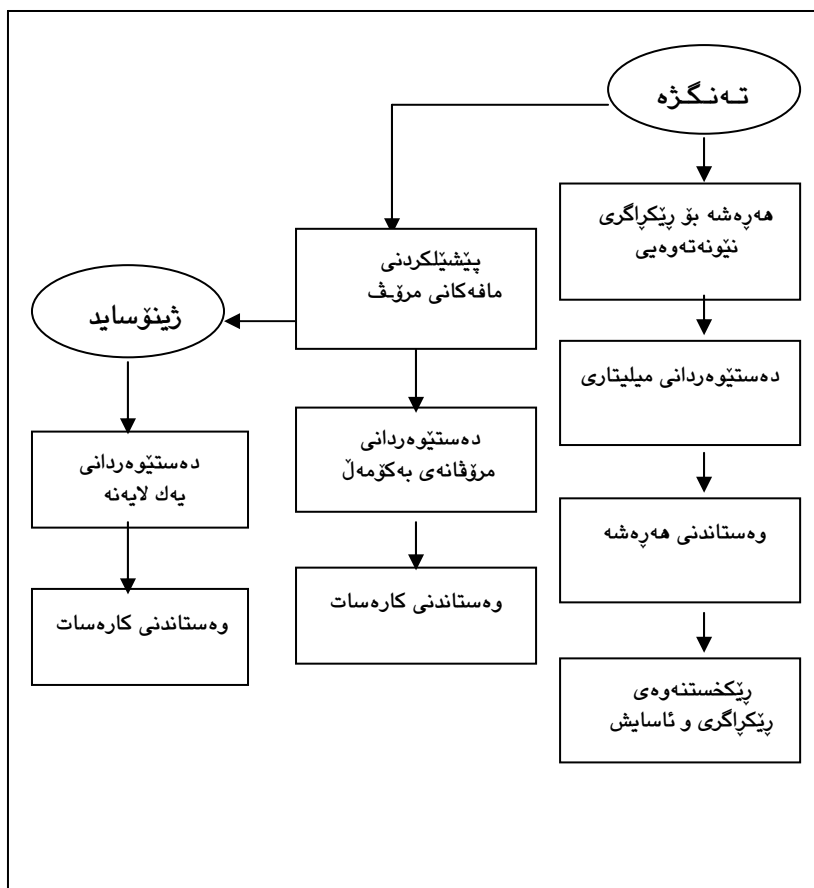 تەنگژە
هەڕەشە بۆ ڕێکڕاگری
نێونەتەوەیی
دەستێوەردانی میلیتاری
وەستاندنی هەڕەشە
ڕێکخستنەوەی
ڕێکڕاگری و ئاسایش
پێشێلکردنی
مافەکانی مرۆڤ
دەستێوەردانی
مرۆڤانەی بەکۆمەڵ
وەستاندنی کارەسات
ژینۆساید
دەستێوەردانی
یەك لایەنە
وەستاندنی کارەسات